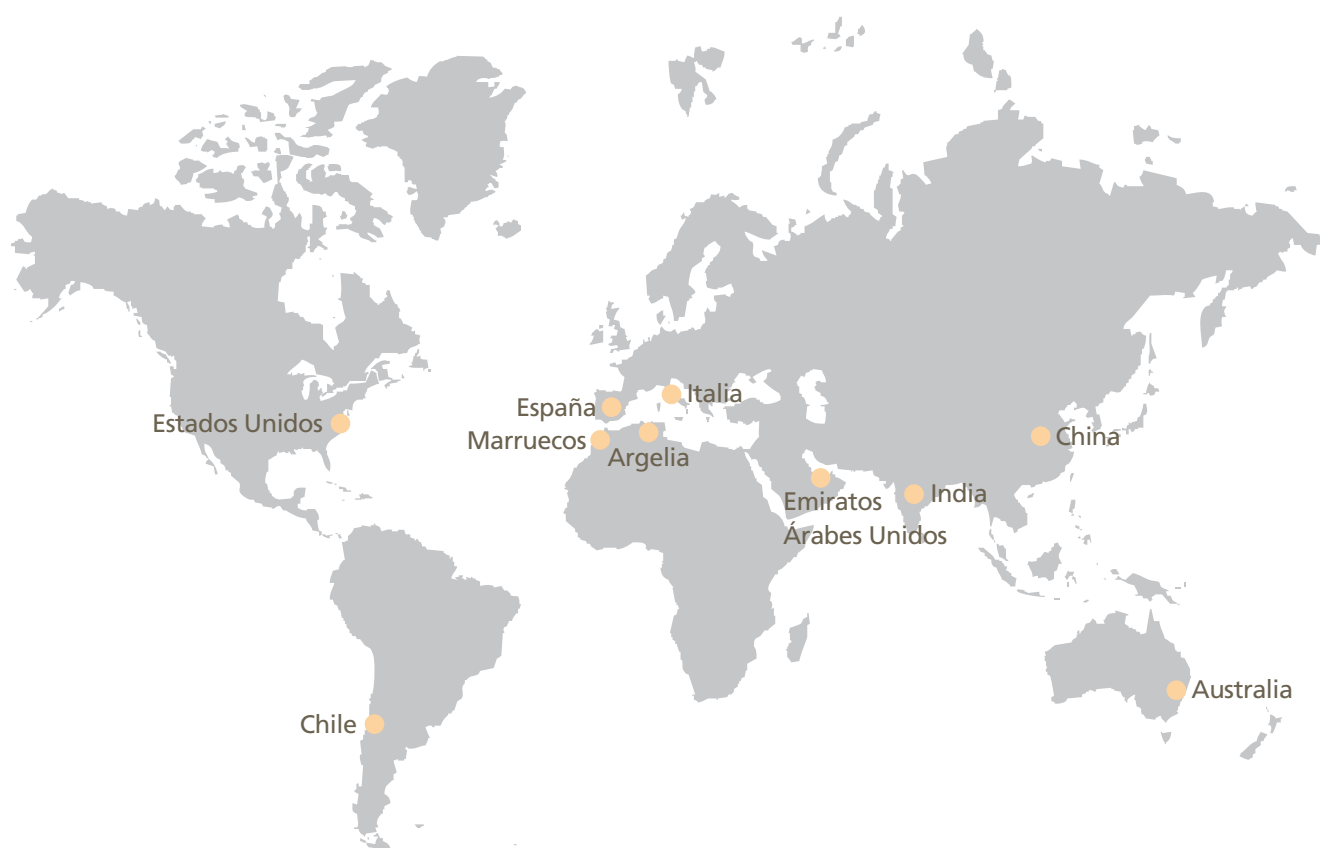 Italia
España
Estados Unidos
China
Marruecos
Argelia
India
Emiratos
Árabes Unidos
Australia
Chile